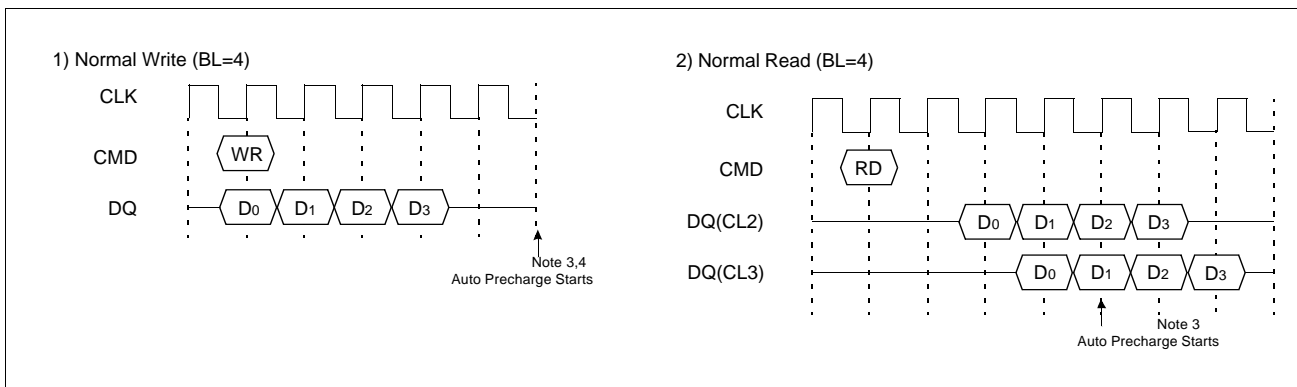 1) Normal Write (BL=4)
CLK
CMD
WR
DQ
D0 D1 D2 D3
Note 3,4
Auto Precharge Starts
2) Normal Read (BL=4)
CLK
CMD
RD
DQ(CL2)
D0 D1 D2 D3
DQ(CL3)
D0 D1 D2 D3
Note 3
Auto Precharge Starts